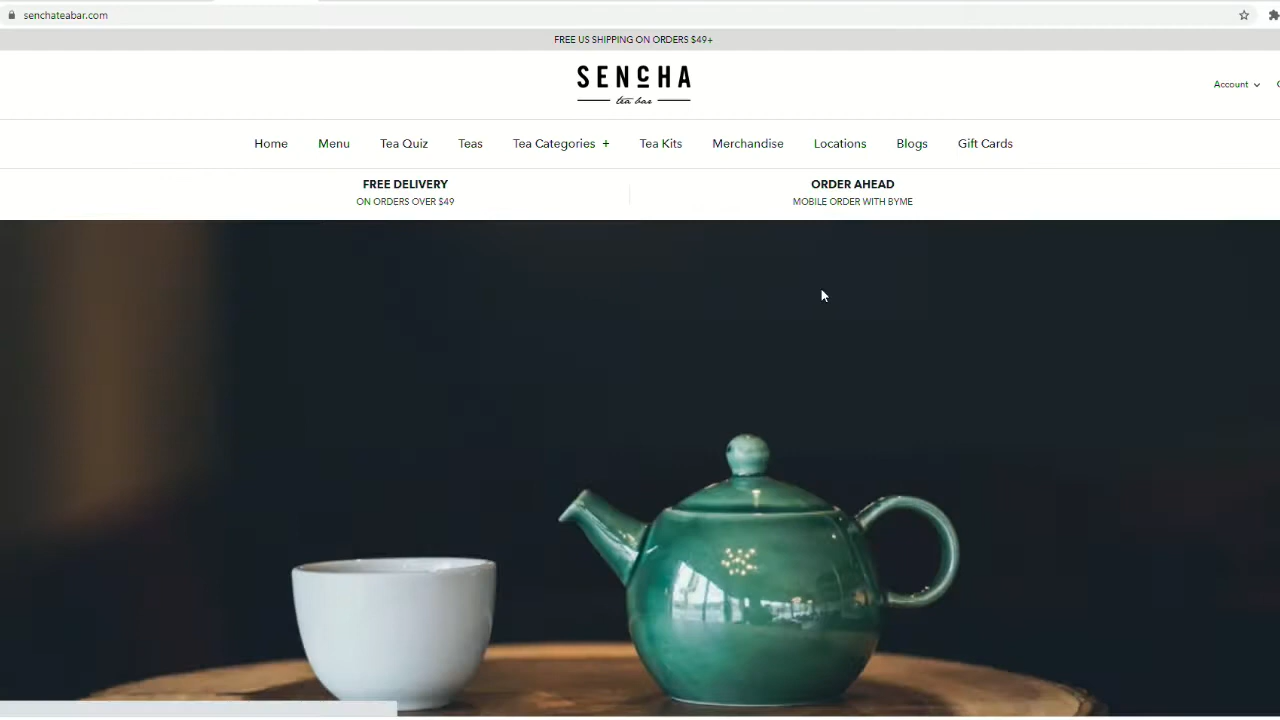 senchateabar.com
FREE US SHIPPING ON ORDERS $49+
SENCHA
tea bar
Account
Home Menu Tea Quiz Teas Tea Categories + Tea Kits Merchandise Locations Blogs Gift Cards
FREE DELIVERY
ON ORDERS OVER $49
ORDER AHEAD
MOBILE ORDER WITH BYME